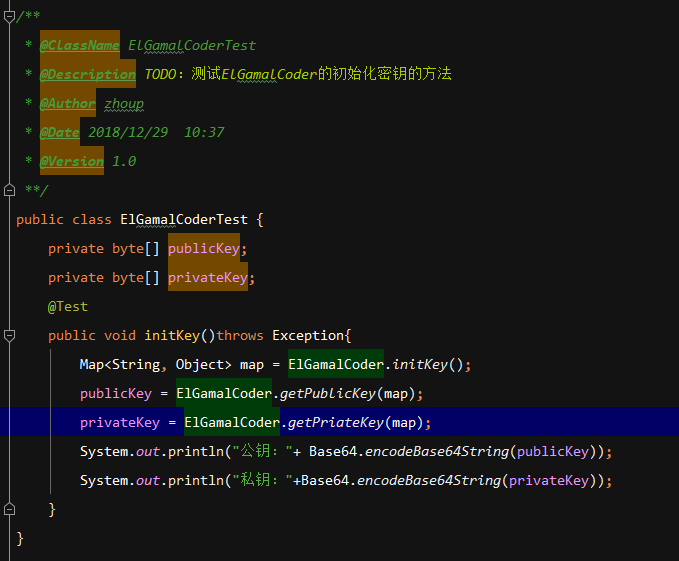 /**
 * @ClassName ElGamalCoderTest
 * @Description TODO：测试ElGamalCoder的初始化密钥的方法
 * @Author zhoup
 * @Date 2018/12/29  10:37
 * @Version 1.0
 **/
public class ElGamalCoderTest {
    private byte[] publicKey;
    private byte[] privateKey;
    @Test
    public void initKey()throws Exception{
        Map<String, Object> map = ElGamalCoder.initKey();
        publicKey = ElGamalCoder.getPublicKey(map);
        privateKey = ElGamalCoder.getPriateKey(map);
        System.out.println("公钥："+ Base64.encodeBase64String(publicKey));
        System.out.println("私钥："+Base64.encodeBase64String(privateKey));
    }
}